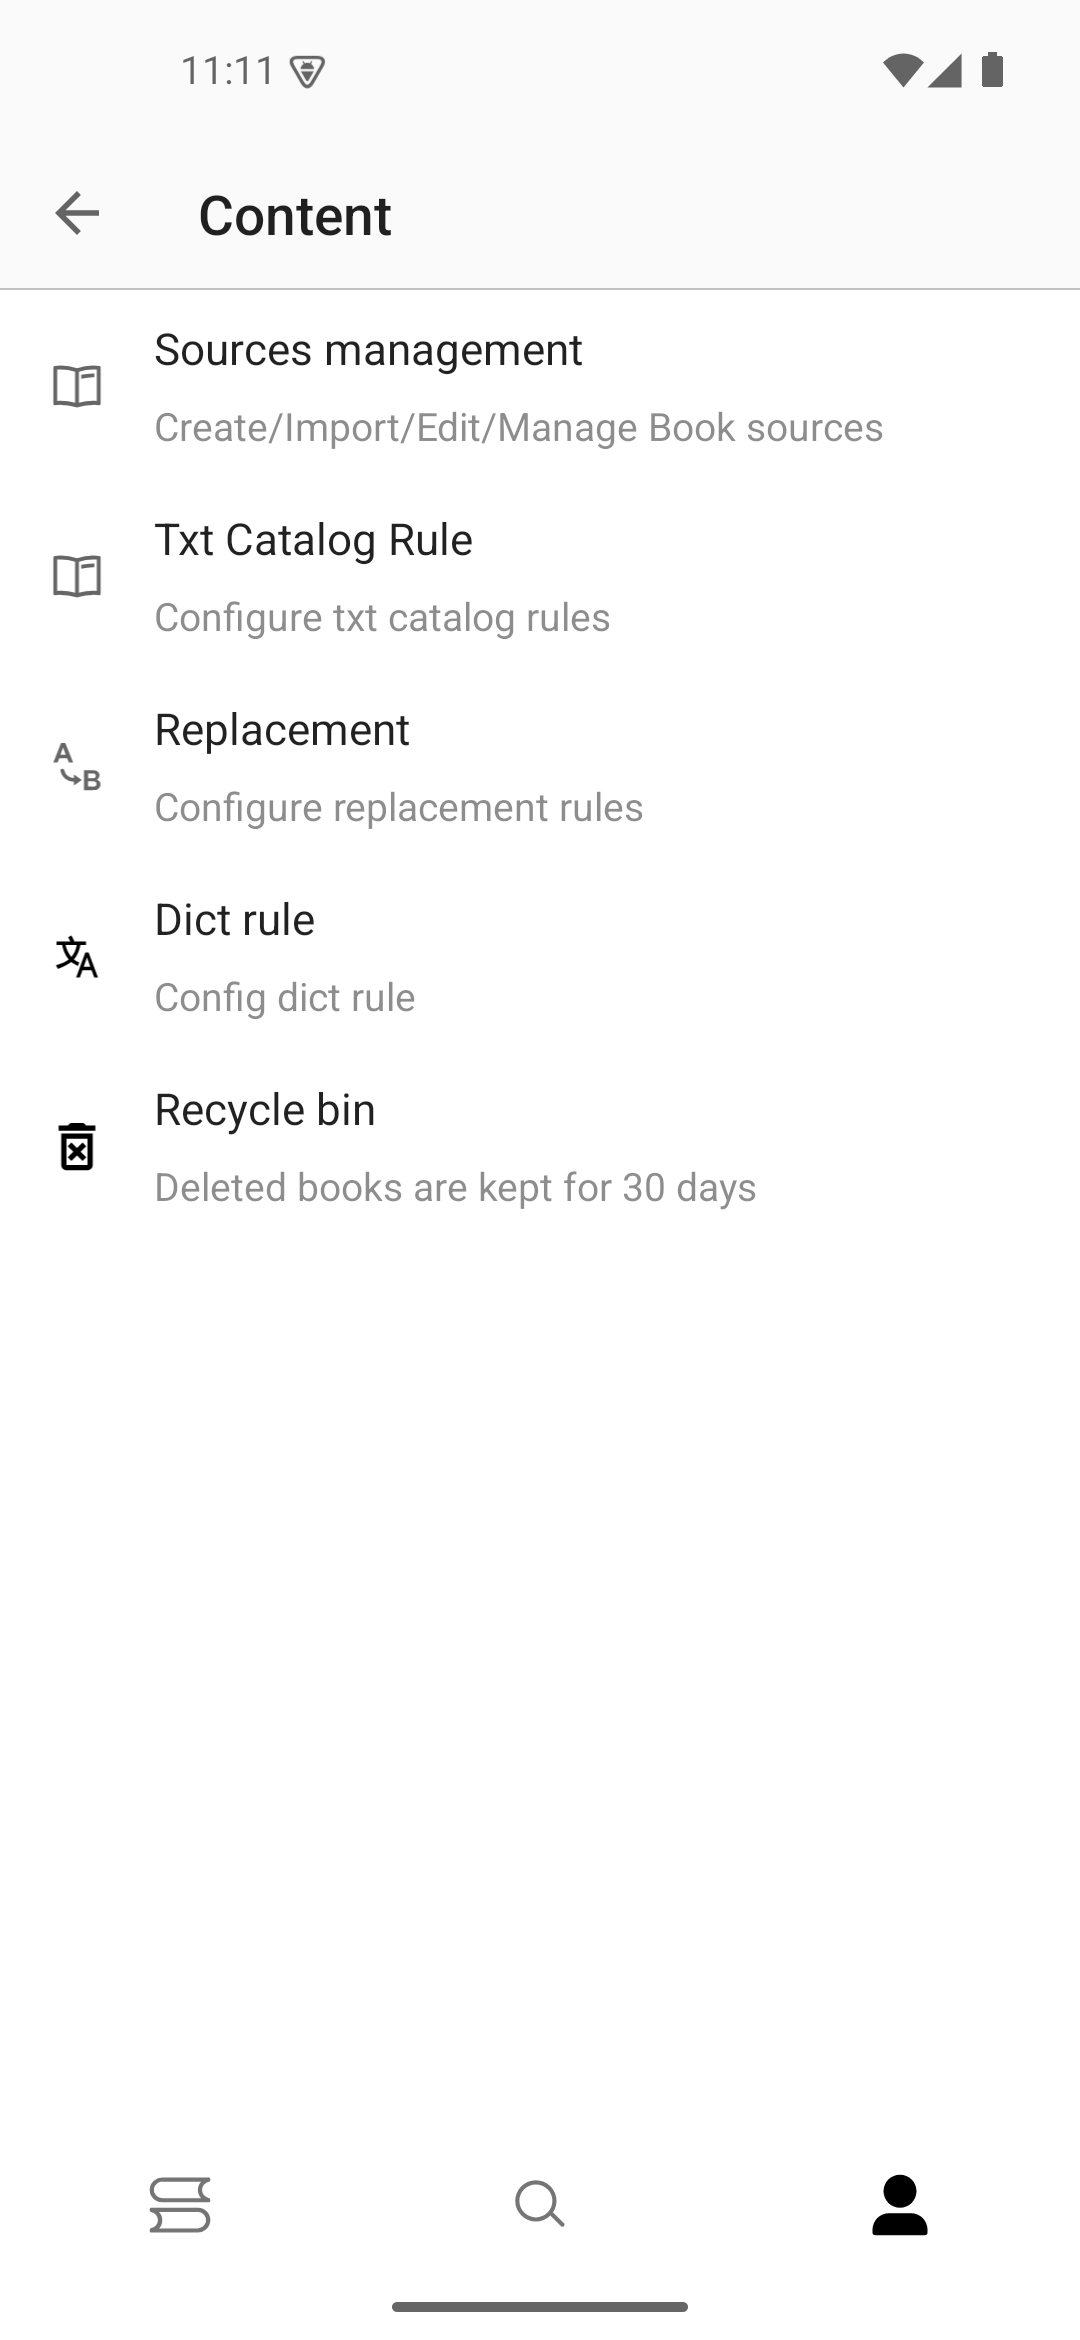 11:11
Content
Sources management
Create/Import/Edit/Manage Book sources
Txt Catalog Rule
Configure txt catalog rules
Replacement
Configure replacement rules
Dict rule
Config dict rule
Recycle bin
Deleted books are kept for 30 days